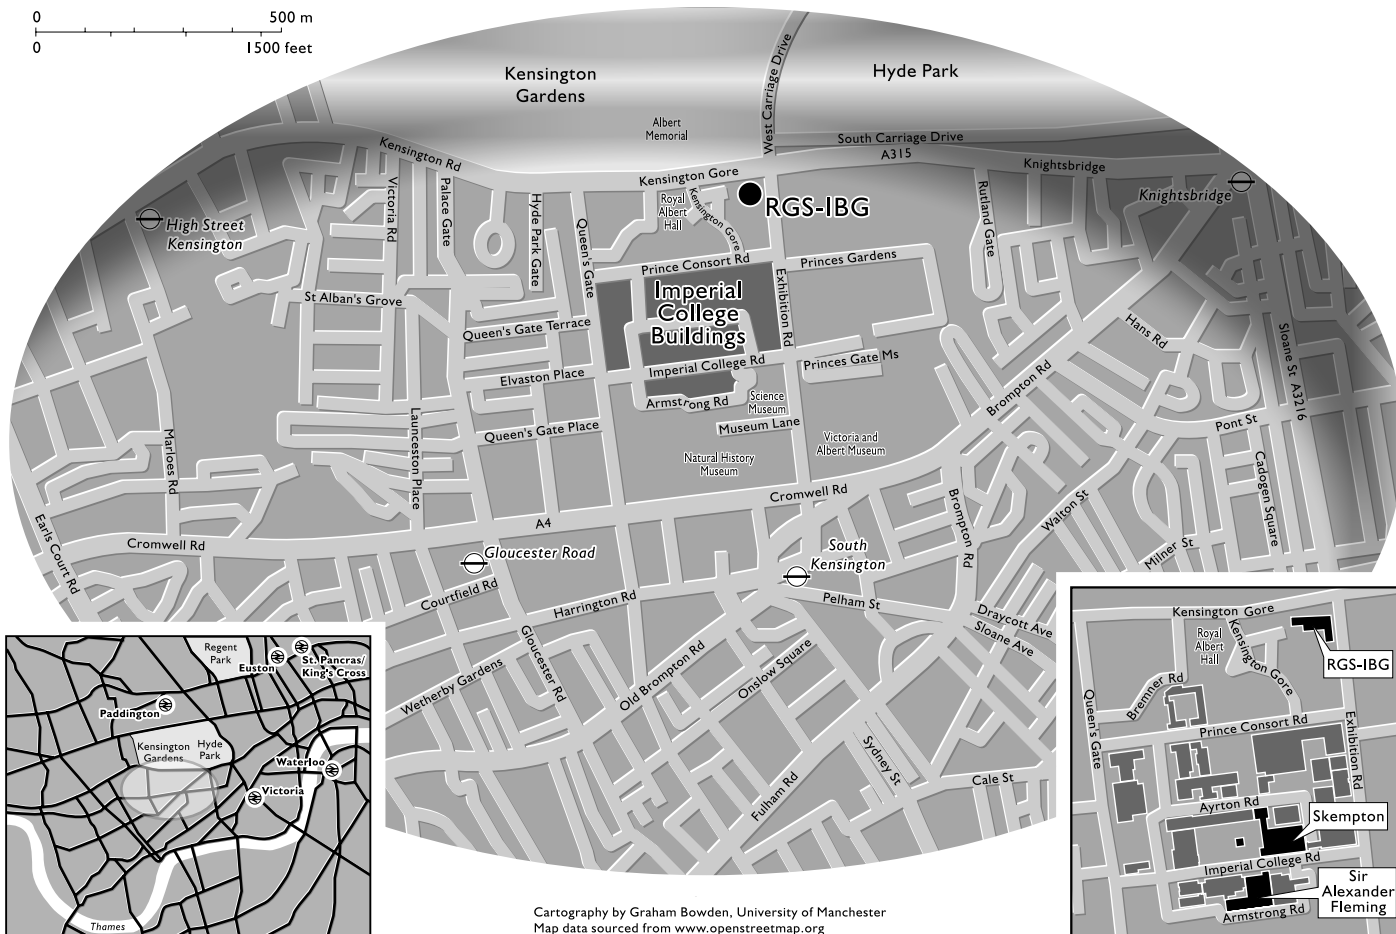 0 500 m
0 1500 feet
Kensington
Gardens
Hyde Park
West Carriage Drive
Albert
Memorial
South Carriage Drive
A315
Kensington Rd
Kensington Gore
Knightsbridge
Knightsbridge
High Street
Kensington
Victoria Rd
Palace Gate
Hyde Park Gate
Queen's Gate
Royal
Albert
Hall
Kensington Gore
RGS-IBG
Rutland Gate
Prince Consort Rd
Princes Gardens
Exhibition Rd
Imperial
College
Buildings
St Alban's Grove
Queen's Gate Terrace
Hans Rd
Sloane St A3216
Imperial College Rd
Princes Gate Ms
Elvaston Place
Armstrong Rd
Science
Museum
Brompton Rd
Museum Lane
Launceston Place
Queen's Gate Place
Pont St
Marloes Rd
Natural History
Museum
Victoria and
Albert Museum
Cadogen Square
Cromwell Rd
Brompton Rd
Walton St
A4
Earls Court Rd
Cromwell Rd
Gloucester Road
South
Kensington
Milner St
Courtfield Rd
Harrington Rd
Pelham St
Draycott Ave
Sloane Ave
Gloucester Rd
Wetherby Gardens
Old Brompton Rd
Onslow Square
Sydney St
Fulham Rd
Cale St
Regent
Park
Euston
St. Pancras/
King's Cross
Paddington
Kensington
Gardens
Hyde
Park
Waterloo
Victoria
Thames
Kensington Gore
Royal
Albert
Hall
Kensington Gore
RGS-IBG
Bremner Rd
Queen's Gate
Prince Consort Rd
Exhibition Rd
Ayrton Rd
Skempton
Imperial College Rd
Sir
Alexander
Fleming
Armstrong Rd
Cartography by Graham Bowden, University of Manchester
Map data sourced from www.openstreetmap.org